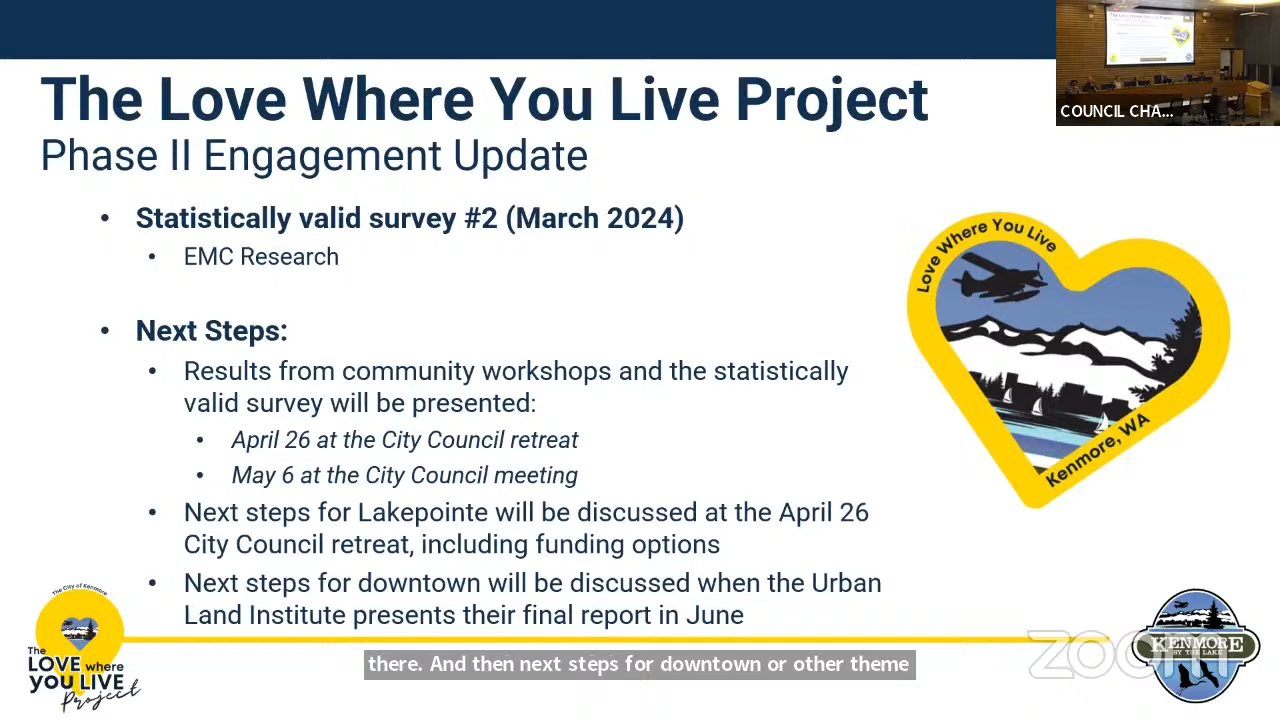 The Love Where You Live Project
Phase II Engagement Update
COUNCIL CHA...
• Statistically valid survey #2 (March 2024)
• EMC Research
• Next Steps:
• Results from community workshops and the statistically
valid survey will be presented:
• April 26 at the City Council retreat
• May 6 at the City Council meeting
• Next steps for Lakepointe will be discussed at the April 26
City Council retreat, including funding options
• Next steps for downtown will be discussed when the Urban
Land Institute presents their final report in June
Love Where You Live
Kenmore, WA
The City of Kenmore
The
LOVE where
YOU LIVE
Project
there. And then next steps for downtown or other theme
zoom
KENMORE
BY THE LAKE